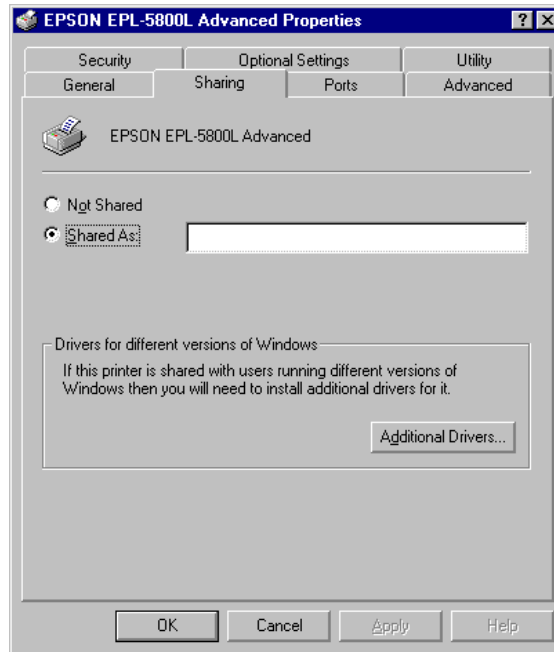 EPSON EPL-5800L Advanced Properties
Security Optional Settings Utility
General Sharing Ports Advanced
EPSON EPL-5800L Advanced
Not Shared
Shared As:
Drivers for different versions of Windows
If this printer is shared with users running different versions of
Windows then you will need to install additional drivers for it.
Additional Drivers...
OK Cancel Apply Help